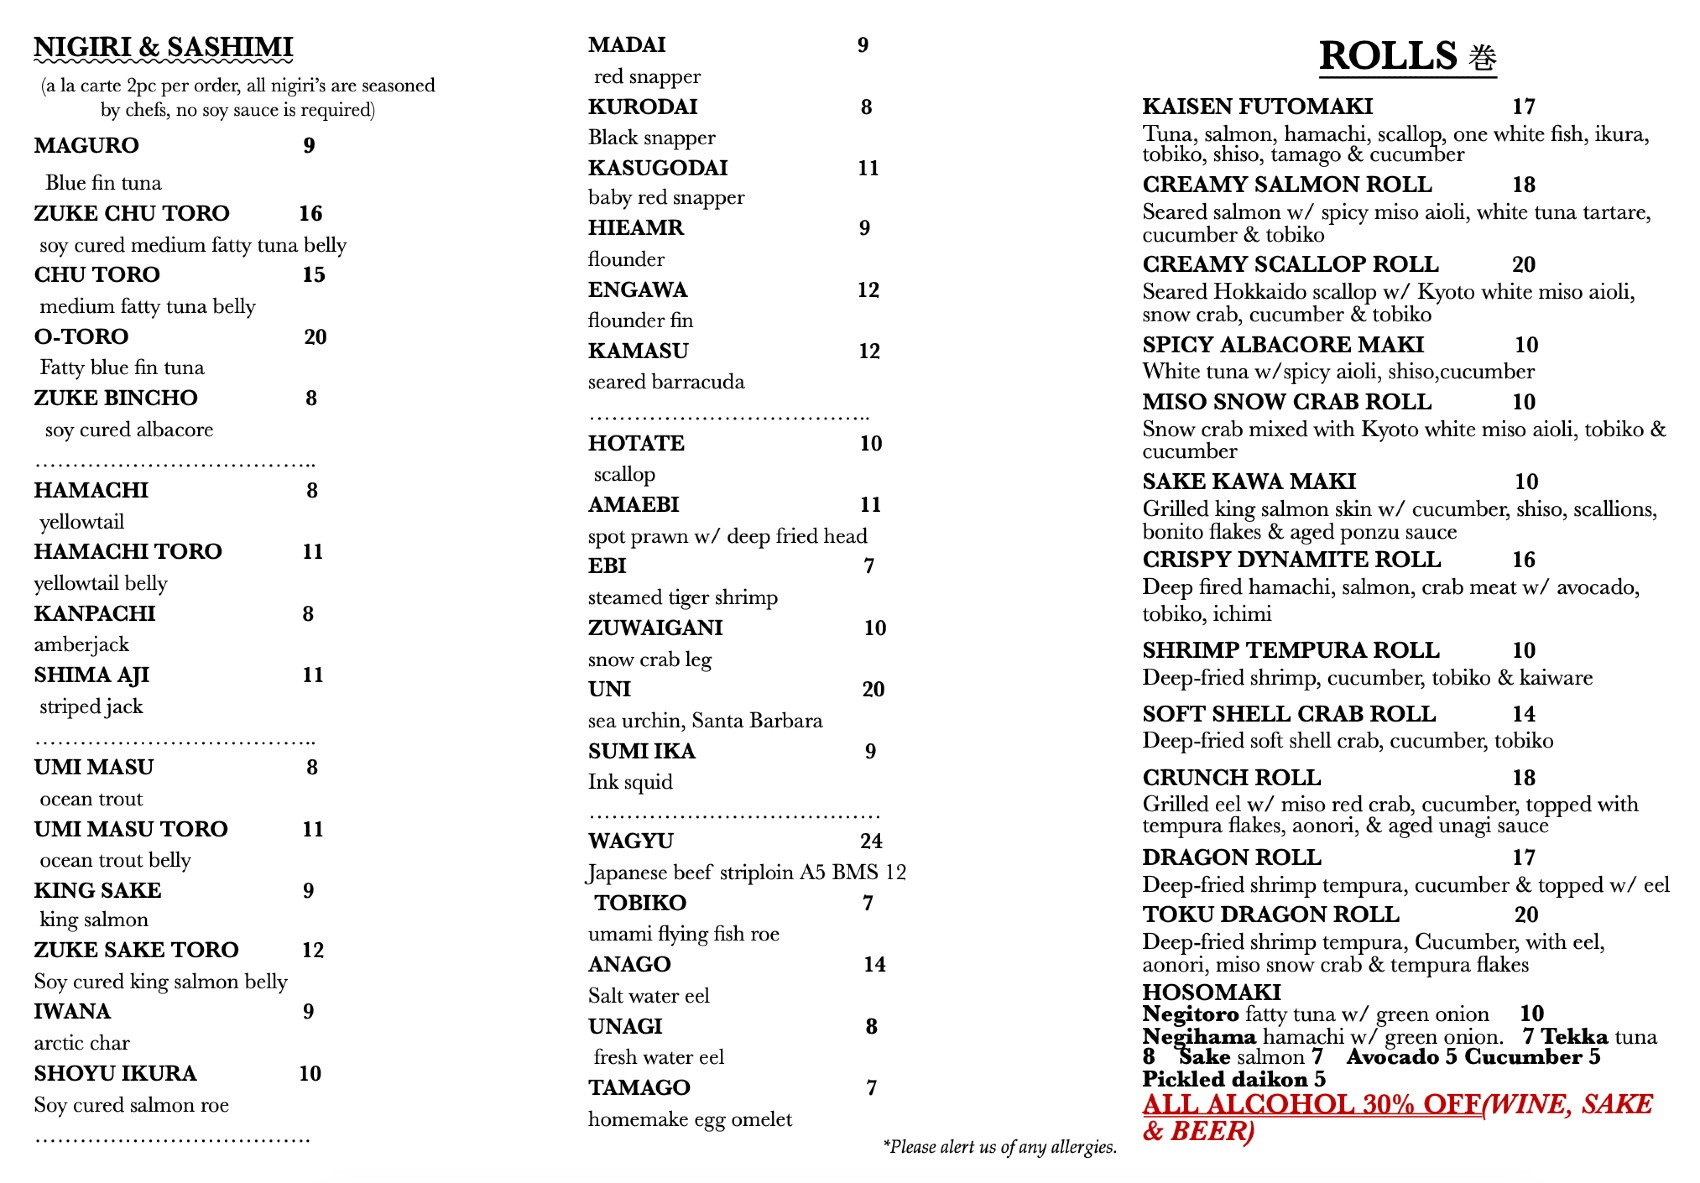 NIGIRI & SASHIMI
(a la carte 2pc per order, all nigiri's are seasoned
by chefs, no soy sauce is required)
MAGURO 9
Blue fin tuna
ZUKE CHU TORO 16
soy cured medium fatty tuna belly
CHU TORO 15
medium fatty tuna belly
O-TORO 20
Fatty blue fin tuna
ZUKE BINCHO 8
soy cured albacore
………………………………..
HAMACHI 8
yellowtail
HAMACHI TORO 11
yellowtail belly
KANPACHI 8
amberjack
SHIMA AJI 11
striped jack
………………………………..
UMI MASU 8
ocean trout
UMI MASU TORO 11
ocean trout belly
KING SAKE 9
king salmon
ZUKE SAKE TORO 12
Soy cured king salmon belly
IWANA 9
arctic char
SHOYU IKURA 10
Soy cured salmon roe
……………………………….
MADAI 9
red snapper
KURODAI 8
Black snapper
KASUGODAI 11
baby red snapper
HIEAMR 9
flounder
ENGAWA 12
flounder fin
KAMASU 12
seared barracuda
………………………………..
HOTATE 10
scallop
AMAEBI 11
spot prawn w/ deep fried head
EBI 7
steamed tiger shrimp
ZUWAIGANI 10
snow crab leg
UNI 20
sea urchin, Santa Barbara
SUMI IKA 9
Ink squid
…………………………………
WAGYU 24
Japanese beef striploin A5 BMS 12
TOBIKO 7
umami flying fish roe
ANAGO 14
Salt water eel
UNAGI 8
fresh water eel
TAMAGO 7
homemake egg omelet
*Please alert us of any allergies.
ROLLS 巻
KAISEN FUTOMAKI 17
Tuna, salmon, hamachi, scallop, one white fish, ikura,
tobiko, shiso, tamago & cucumber
CREAMY SALMON ROLL 18
Seared salmon w/ spicy miso aioli, white tuna tartare,
cucumber & tobiko
CREAMY SCALLOP ROLL 20
Seared Hokkaido scallop w/ Kyoto white miso aioli,
snow crab, cucumber & tobiko
SPICY ALBACORE MAKI 10
White tuna w/spicy aioli, shiso,cucumber
MISO SNOW CRAB ROLL 10
Snow crab mixed with Kyoto white miso aioli, tobiko &
cucumber
SAKE KAWA MAKI 10
Grilled king salmon skin w/ cucumber, shiso, scallions,
bonito flakes & aged ponzu sauce
CRISPY DYNAMITE ROLL 16
Deep fired hamachi, salmon, crab meat w/ avocado,
tobiko, ichimi
SHRIMP TEMPURA ROLL 10
Deep-fried shrimp, cucumber, tobiko & kaiware
SOFT SHELL CRAB ROLL 14
Deep-fried soft shell crab, cucumber, tobiko
CRUNCH ROLL 18
Grilled eel w/ miso red crab, cucumber, topped with
tempura flakes, aonori, & aged unagi sauce
DRAGON ROLL 17
Deep-fried shrimp tempura, cucumber & topped w/ eel
TOKU DRAGON ROLL 20
Deep-fried shrimp tempura, Cucumber, with eel,
aonori, miso snow crab & tempura flakes
HOSOMAKI
Negitoro fatty tuna w/ green onion 10
Negihama hamachi w/ green onion. 7 Tekka tuna
8 Sake salmon 7 Avocado 5 Cucumber 5
Pickled daikon 5
ALL ALCOHOL 30% OFF(WINE, SAKE
& BEER)